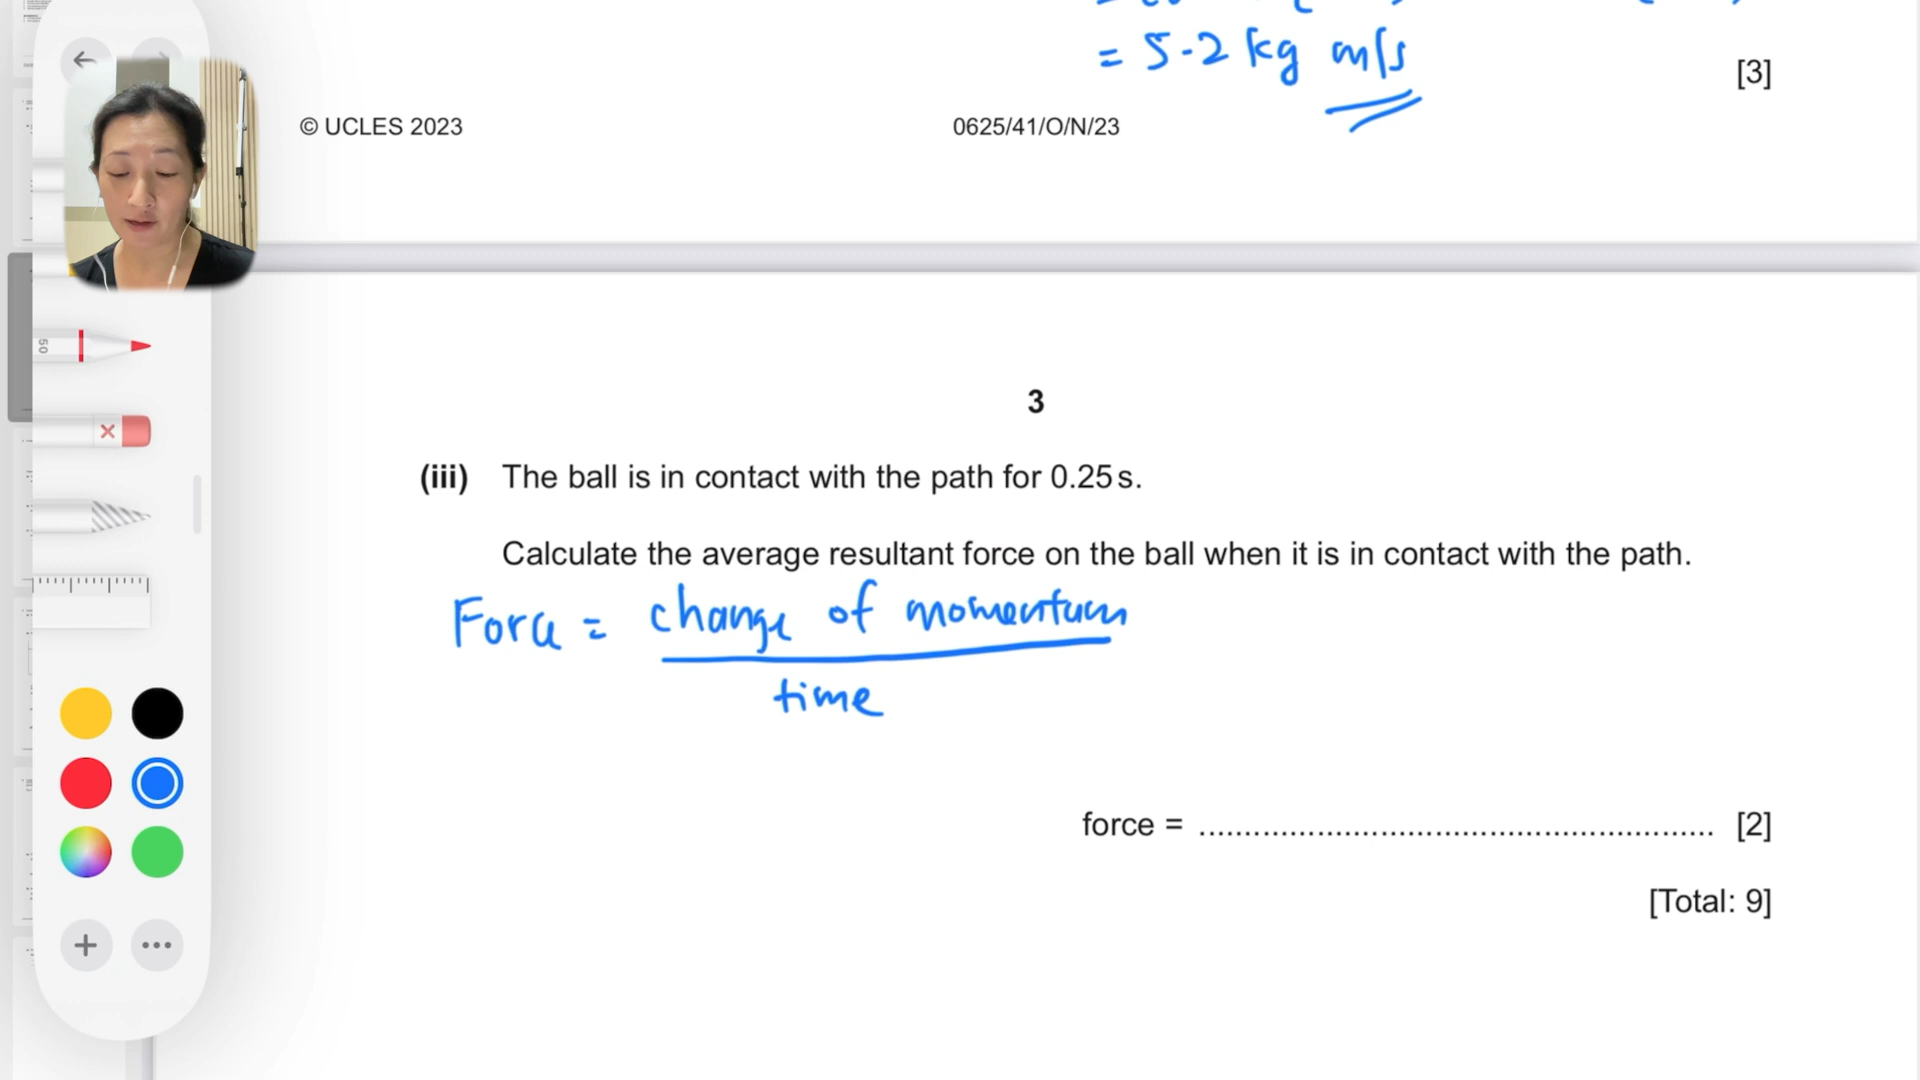 = 5.2 kg m/s
[3]
© UCLES 2023
0625/41/O/N/23
3
(iii) The ball is in contact with the path for 0.25 s.
Calculate the average resultant force on the ball when it is in contact with the path.
Force = change of momentum
time
force = ........................................................ [2]
[Total: 9]
50